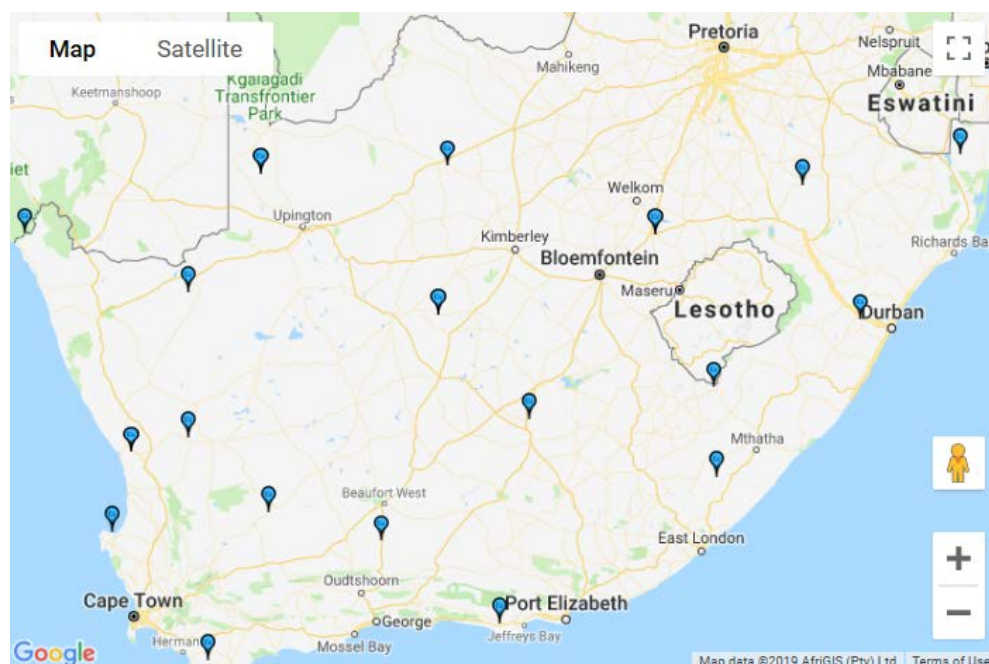 Map
Satellite
Pretoria
Nelspruit
Mahikeng
Mbabane
Keetmanshoop
Kgalagadi
Transfrontier
Park
Eswatini
iet
Welkom
Upington
Kimberley
Richards Ba
Bloemfontein
Maseru
Lesotho
Durban
Mthatha
Beaufort West
East London
Oudtshoorn
Cape Town
Port Elizabeth
George
Jeffreys Bay
Herman
Mossel Bay
Google
Map data ©2019 AfriGIS (Pty) Ltd
Terms of Use